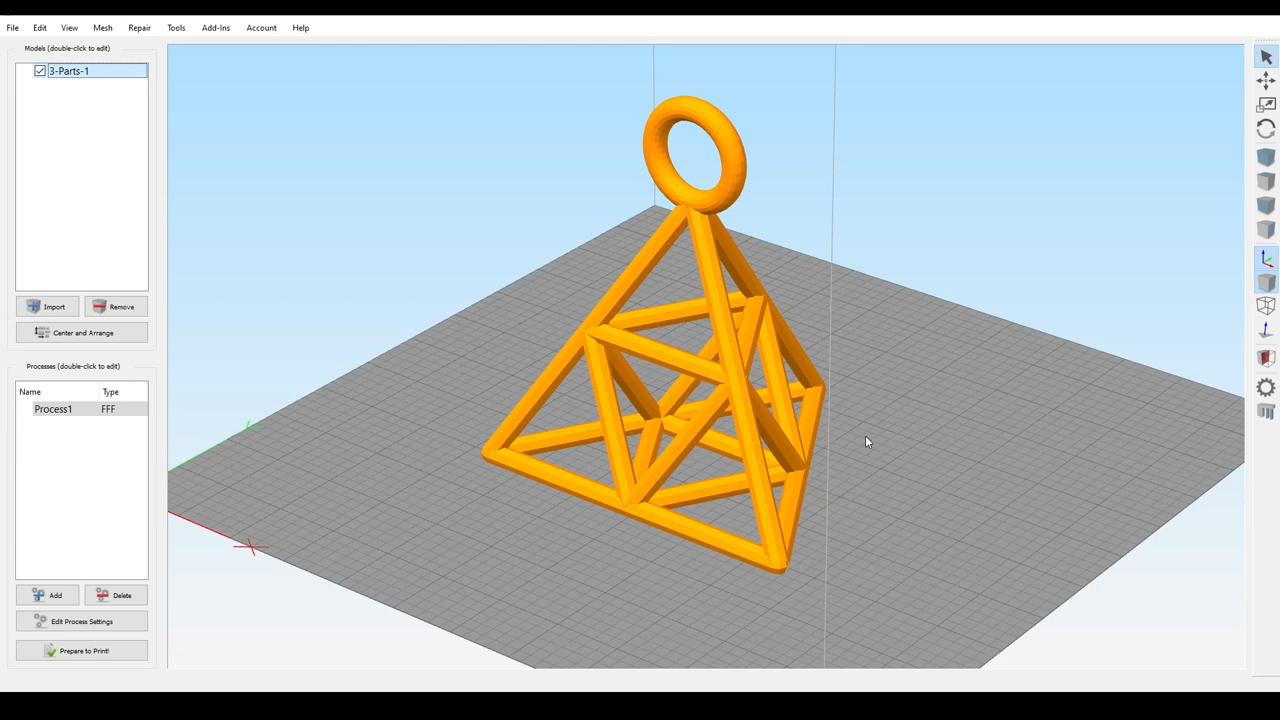 File Edit View Mesh Repair Tools Add-Ins Account Help
Models (double-click to edit)
3-Parts-1
Import Remove
Center and Arrange
Processes (double-click to edit)
Name Type
Process1 FFF
Add Delete
Edit Process Settings
Prepare to Print!